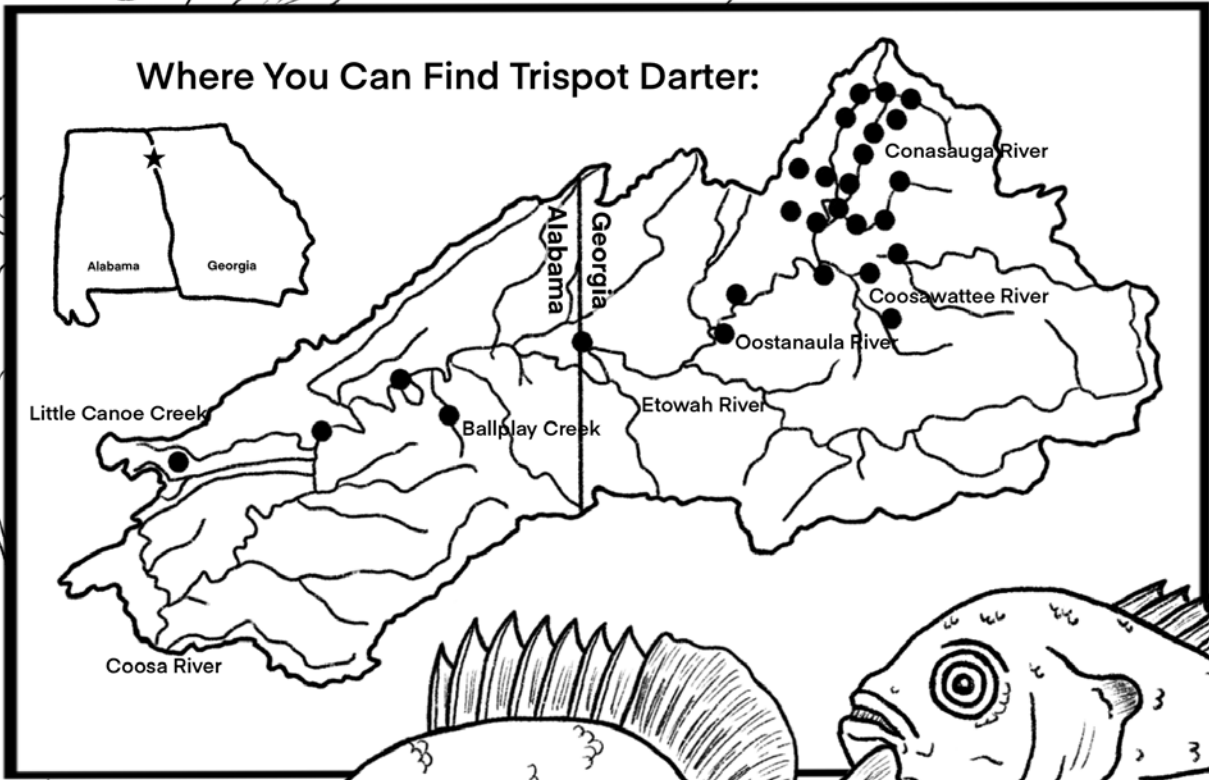 Where You Can Find Trispot Darter:
Alabama
Georgia
Alabama
Georgia
Conasauga River
Coosawattee River
Oostanaula River
Etowah River
Little Canoe Creek
Ballplay Creek
Coosa River